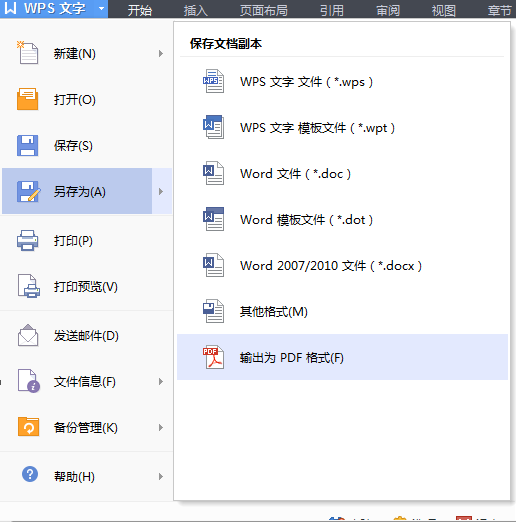 WPS 文字
开始 插入 页面布局 引用 审阅 视图 章节
新建(N)
打开(O)
保存(S)
另存为(A)
打印(P)
打印预览(V)
发送邮件(D)
文件信息(F)
备份管理(K)
帮助(H)
保存文档副本
WPS 文字 文件 ( *.wps )
WPS 文字 模板文件 ( *.wpt )
Word 文件 ( *.doc )
Word 模板文件 ( *.dot )
Word 2007/2010 文件 ( *.docx )
其他格式(M)
输出为 PDF 格式(F)